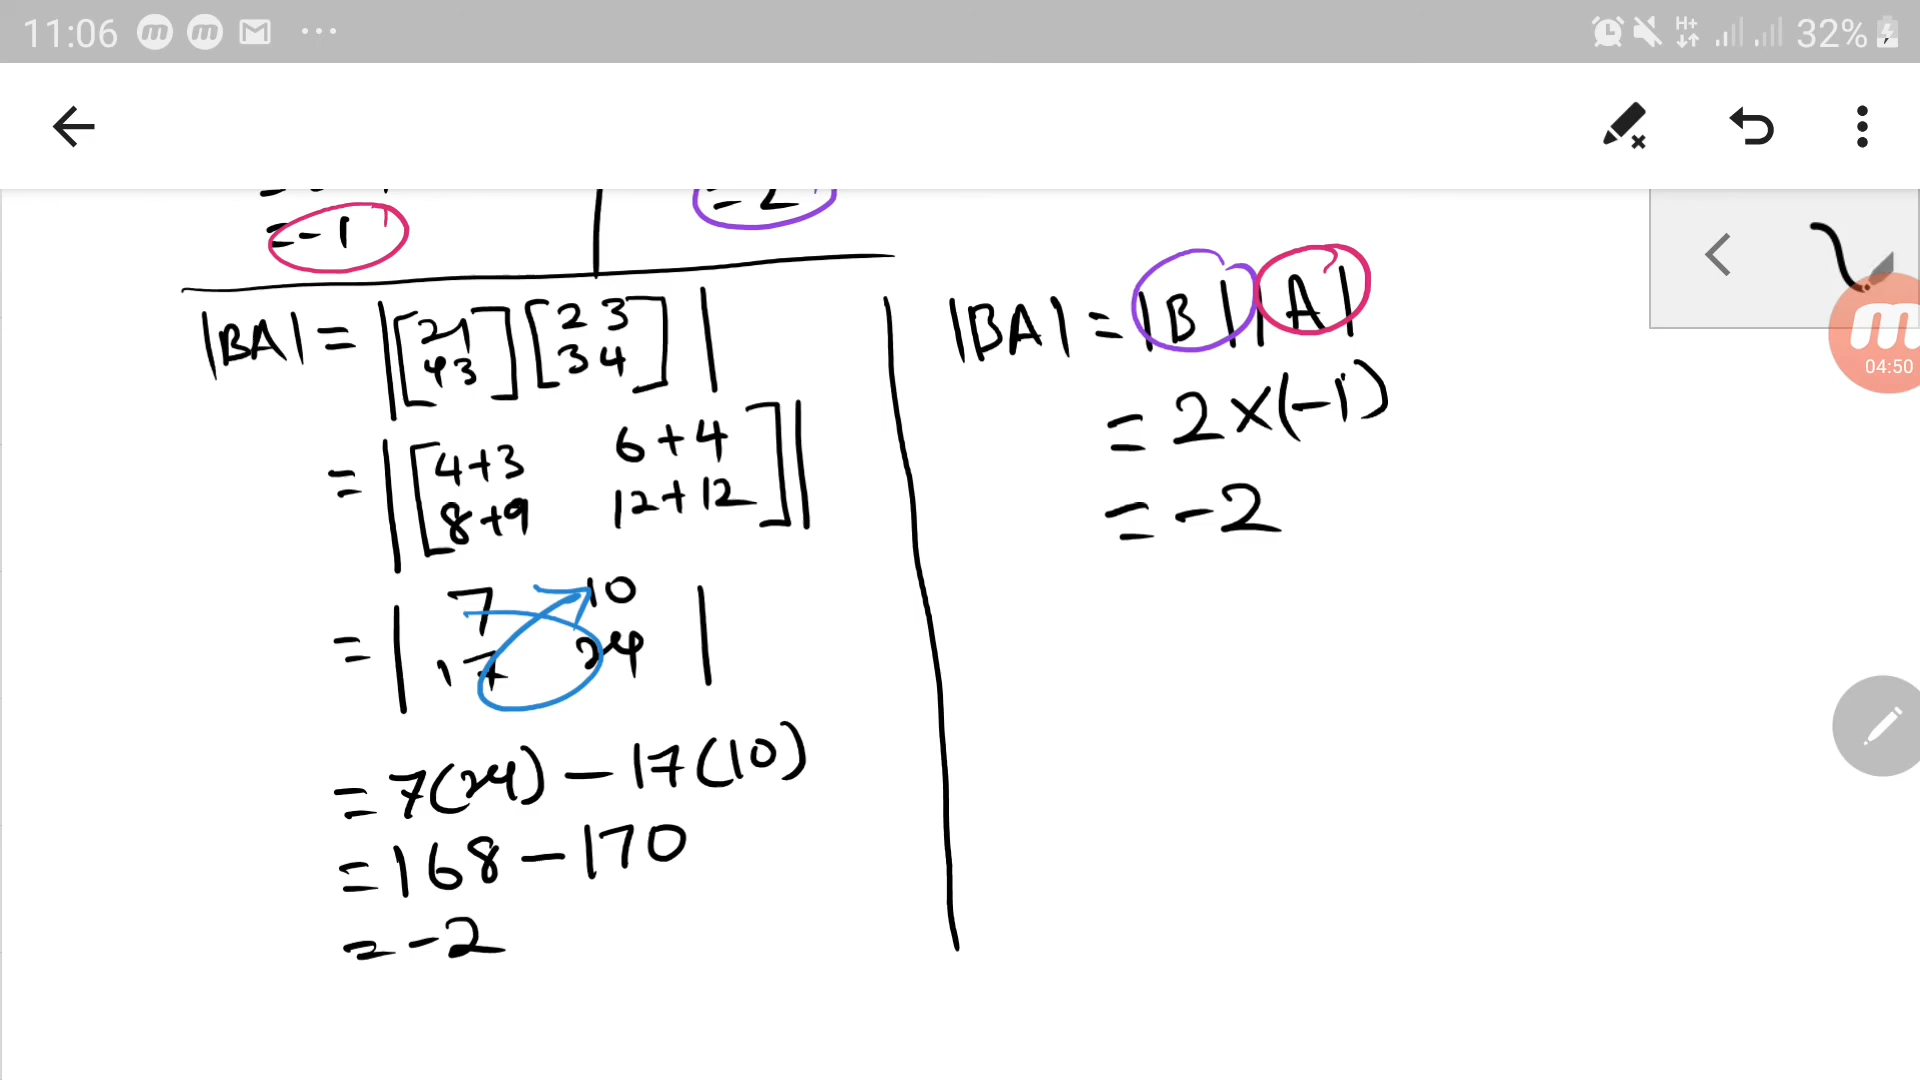 11:06 32%
= -1
= 2
|BA| = |[2 1 [2 3
4 3] 3 4]|
= |[4+3 6+4
8+9 12+12]|
= | 7 10
17 24 |
= 7(24) - 17(10)
= 168 - 170
= -2
|BA| = |B| |A|
= 2 × (-1)
= -2
04:50